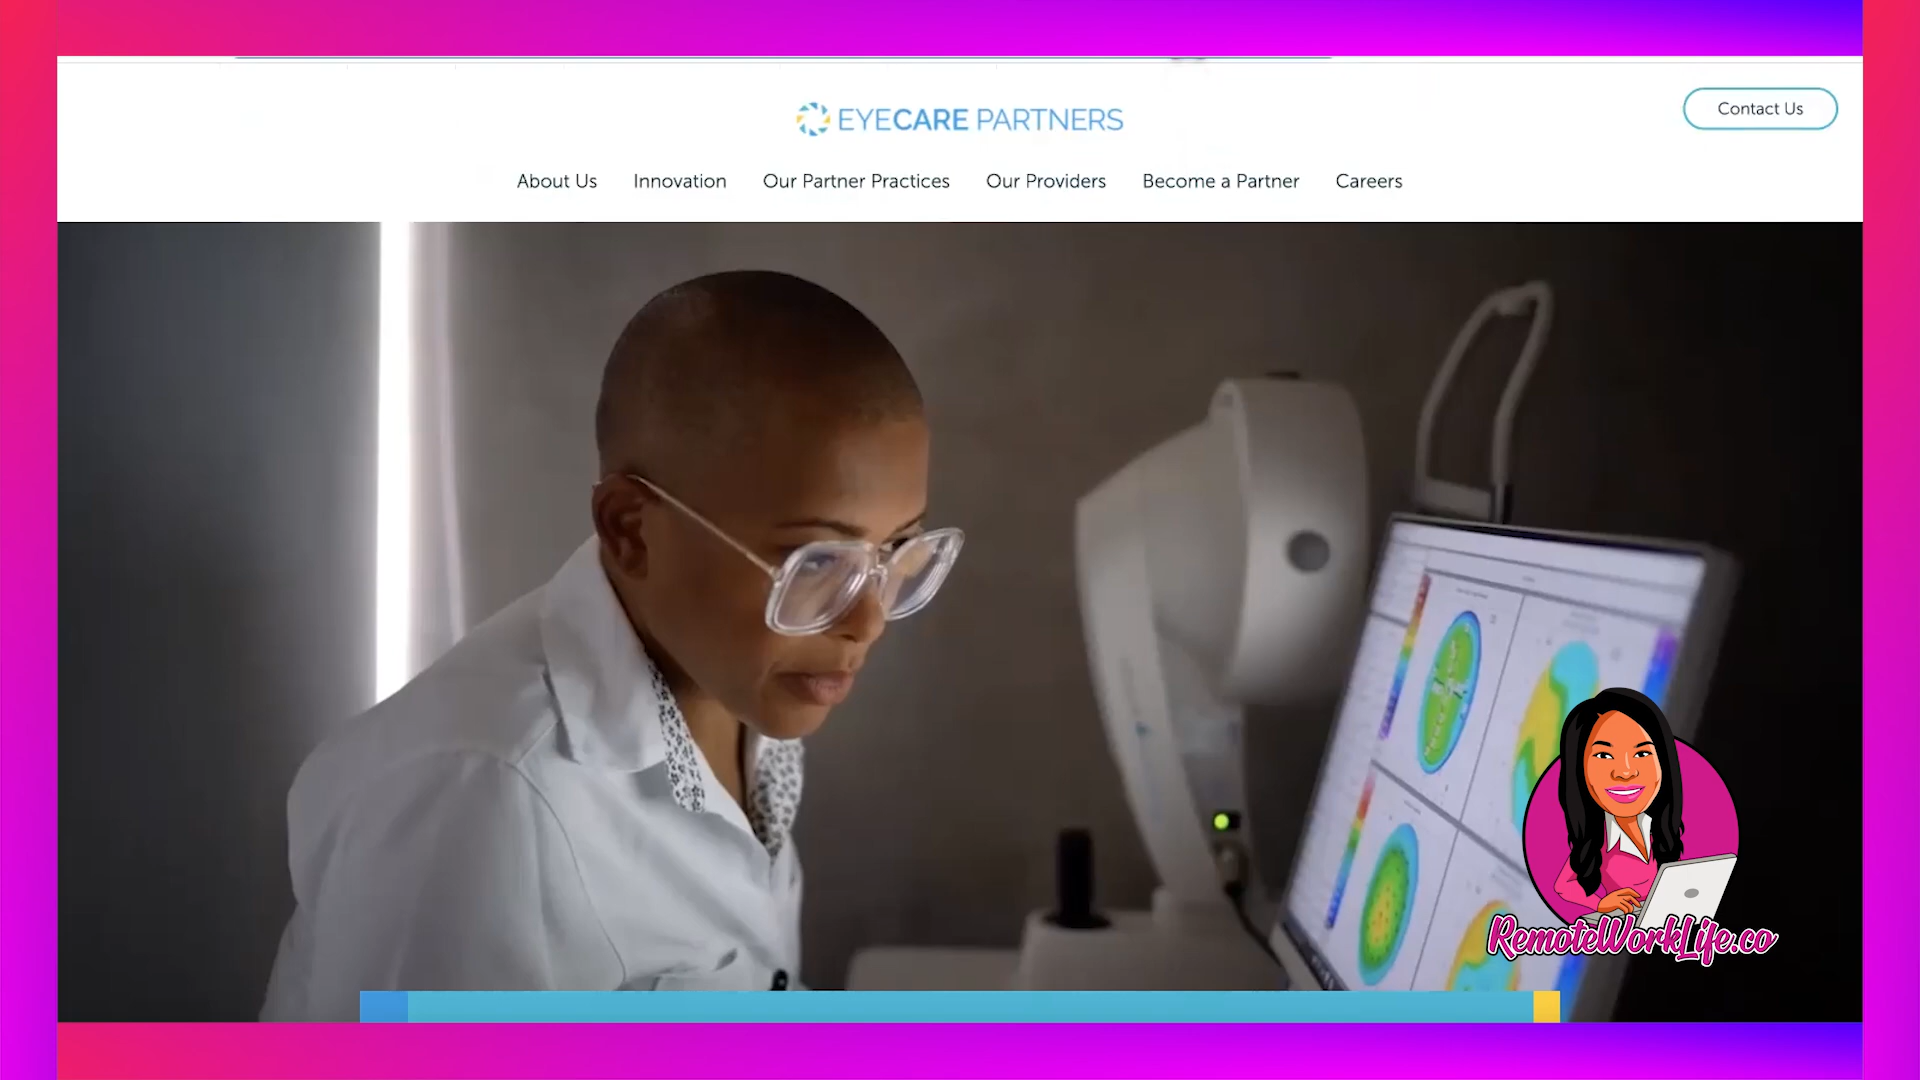 EYECARE PARTNERS
Contact Us
About Us Innovation Our Partner Practices Our Providers Become a Partner Careers
RemoteWorkLife.co